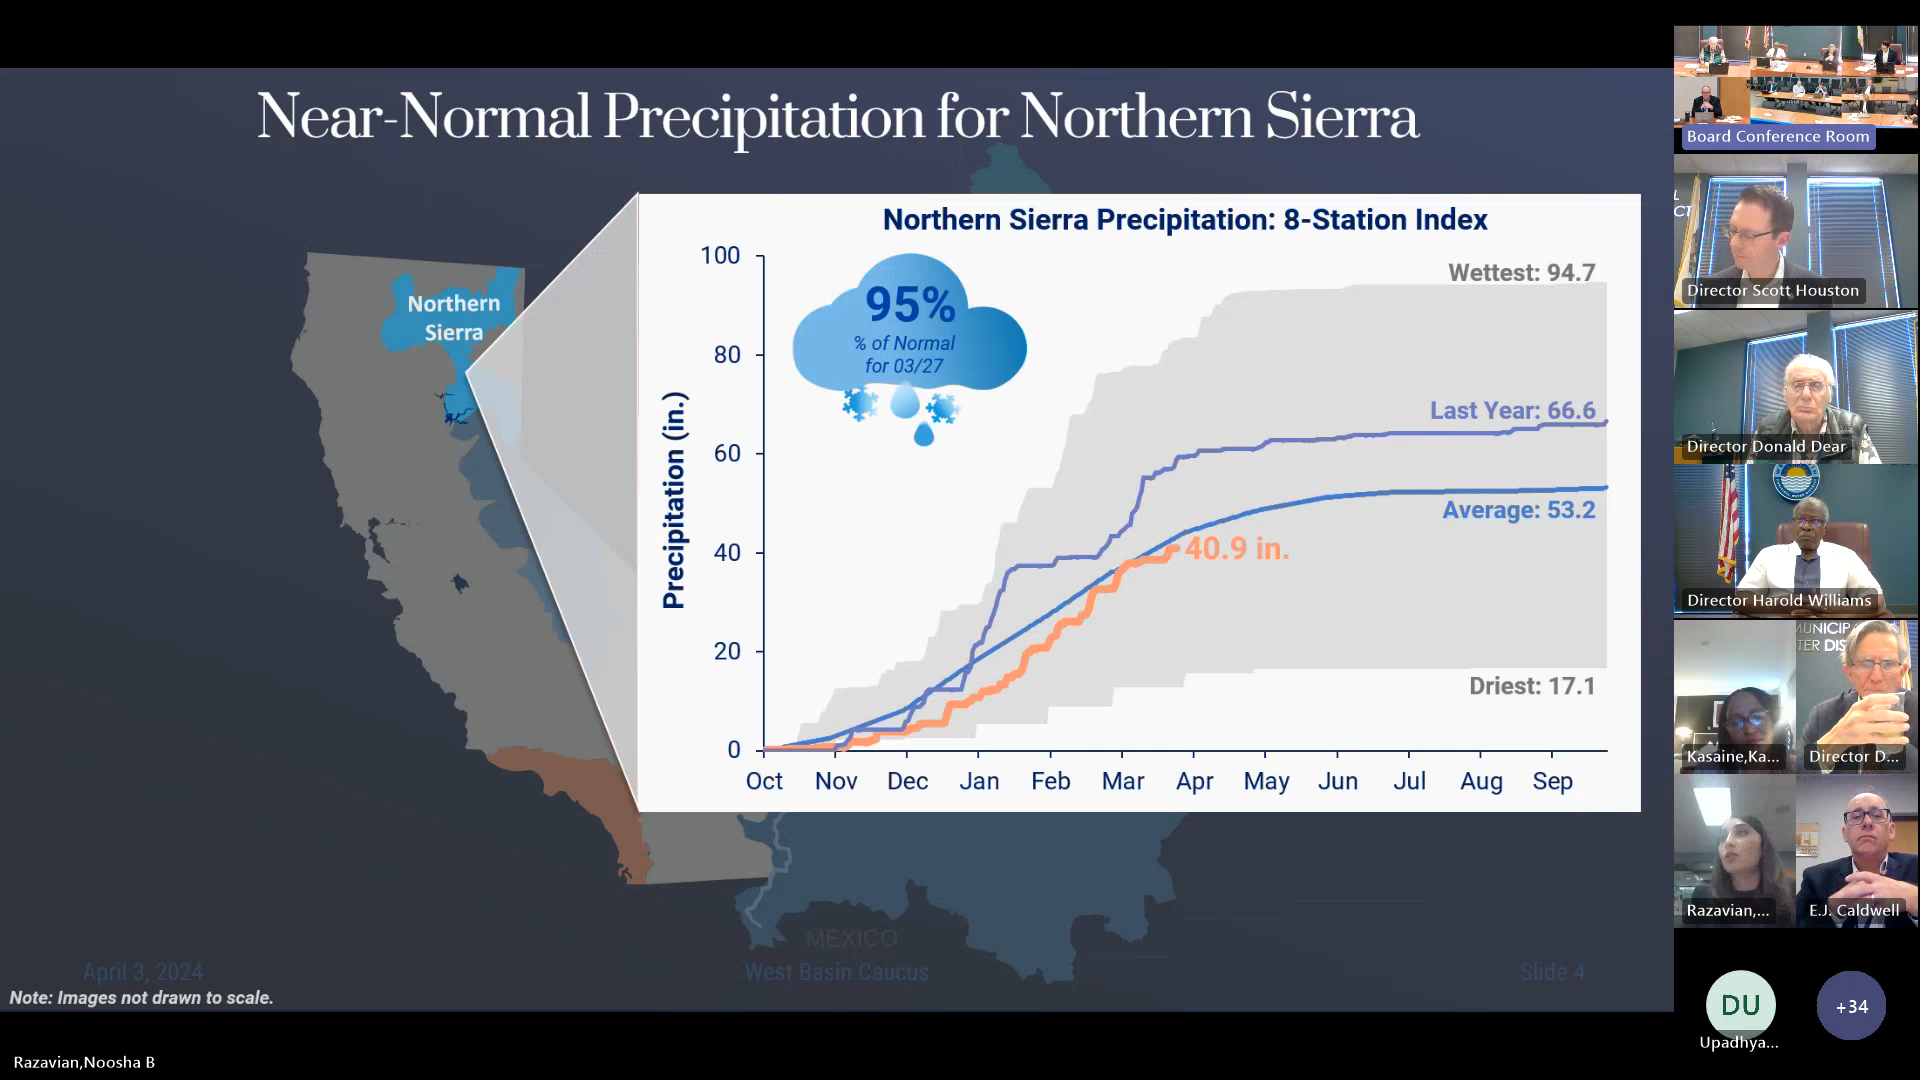 Near-Normal Precipitation for Northern Sierra
Northern
Sierra
Northern Sierra Precipitation: 8-Station Index
Precipitation (in.)
100
80
60
40
20
0
95%
% of Normal
for 03/27
Wettest: 94.7
Last Year: 66.6
Average: 53.2
40.9 in.
Driest: 17.1
Oct Nov Dec Jan Feb Mar Apr May Jun Jul Aug Sep
MEXICO
April 3, 2024
West Basin Caucus
Slide 4
Note: Images not drawn to scale.
Razavian,Noosha B
Board Conference Room
Director Scott Houston
Director Donald Dear
Director Harold Williams
MUNICIP
TER DIS
Kasaine,Ka...
Director D...
Razavian,...
E.J. Caldwell
DU
Upadhya...
+34